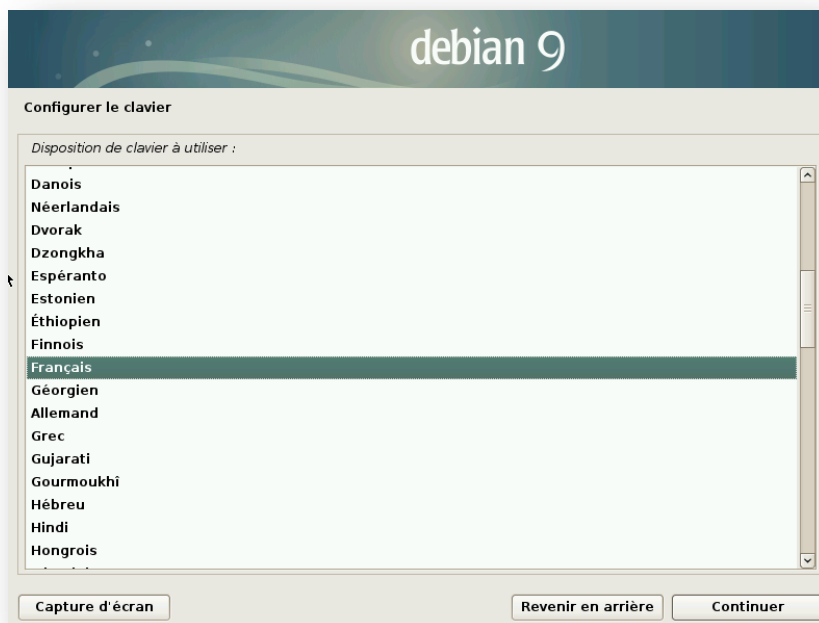 debian 9
Configurer le clavier
Disposition de clavier à utiliser :
Danois
Néerlandais
Dvorak
Dzongkha
Espéranto
Estonien
Éthiopien
Finnois
Français
Géorgien
Allemand
Grec
Gujarati
Gourmoukhî
Hébreu
Hindi
Hongrois
Capture d'écran
Revenir en arrière
Continuer